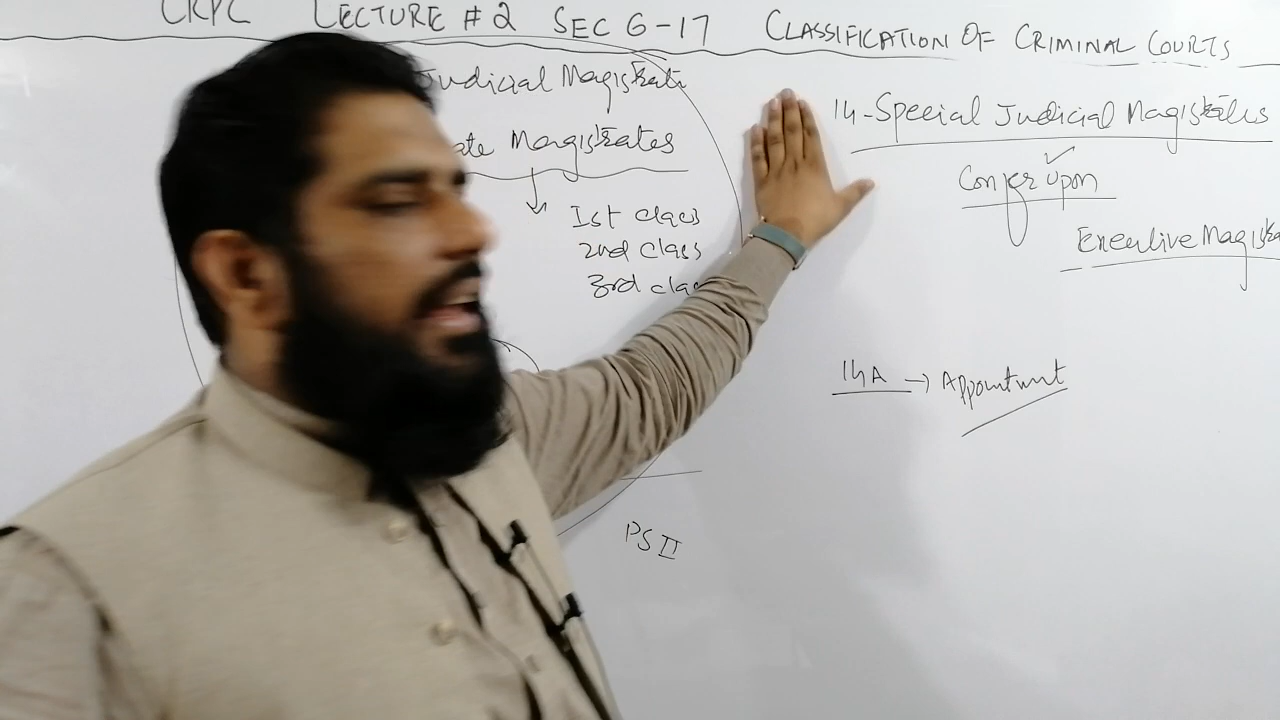 CRPC LECTURE # 2 SEC 6-17 CLASSIFICATION OF CRIMINAL COURTS
Judicial Magistrate
Magistrates
1st class
2nd class
3rd
PS II
14-Special Judicial Magistrates
Confer Upon
Executive
14A → Appointment